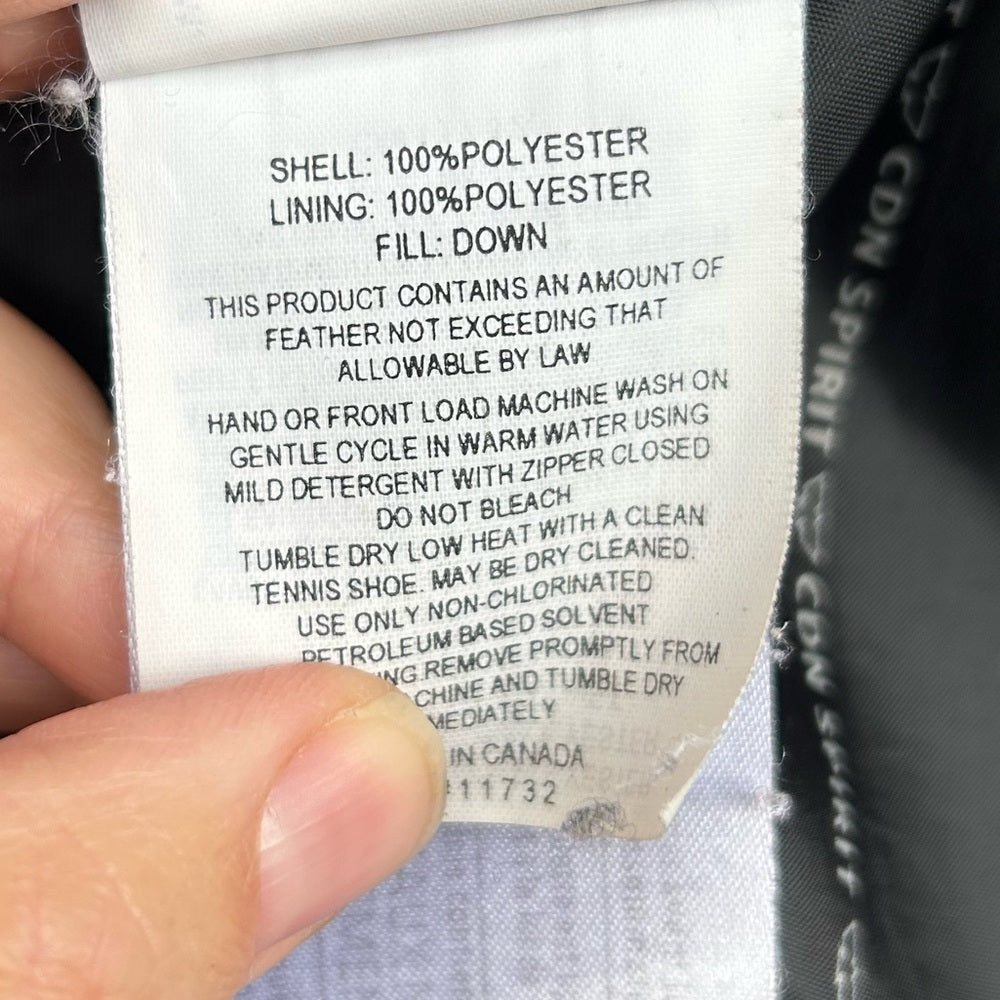 SHELL: 100%POLYESTER
LINING: 100%POLYESTER
FILL: DOWN
THIS PRODUCT CONTAINS AN AMOUNT OF
FEATHER NOT EXCEEDING THAT
ALLOWABLE BY LAW
HAND OR FRONT LOAD MACHINE WASH ON
GENTLE CYCLE IN WARM WATER USING
MILD DETERGENT WITH ZIPPER CLOSED
DO NOT BLEACH
TUMBLE DRY LOW HEAT WITH A CLEAN
TENNIS SHOE. MAY BE DRY CLEANED.
USE ONLY NON-CHLORINATED
PETROLEUM BASED SOLVENT
REMOVE PROMPTLY FROM
AND TUMBLE DRY
IN CANADA
11732
CDN SPIRIT
CDN SPIRIT